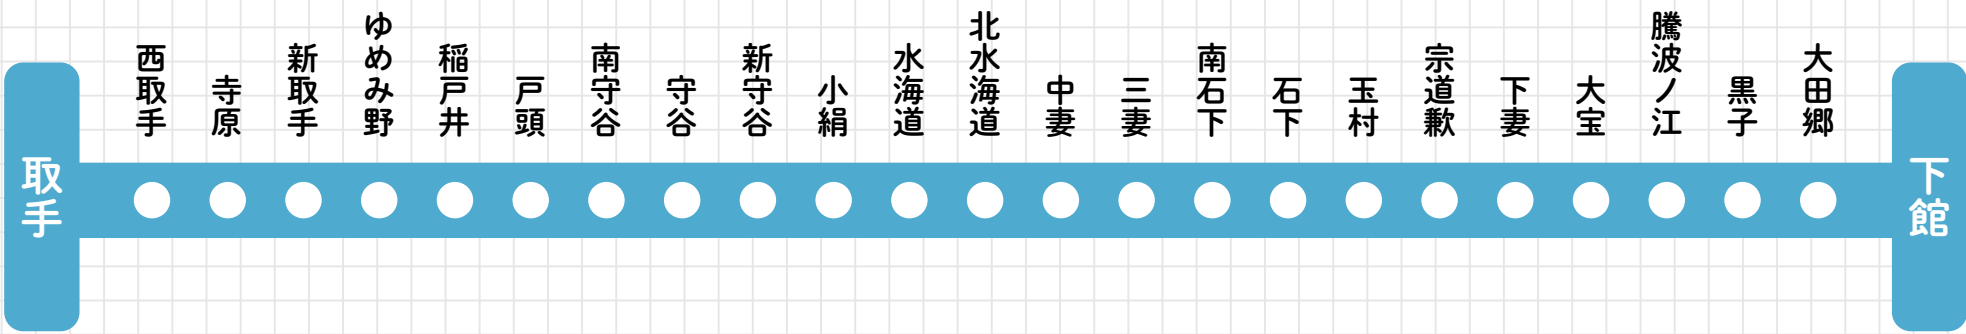 取手
西取手
寺原
新取手
ゆめみ野
稲戸井
戸頭
南守谷
守谷
新守谷
小絹
水海道
北水海道
中妻
三妻
南石下
石下
玉村
宗道歉
下妻
大宝
騰波ノ江
黒子
大田郷
下館